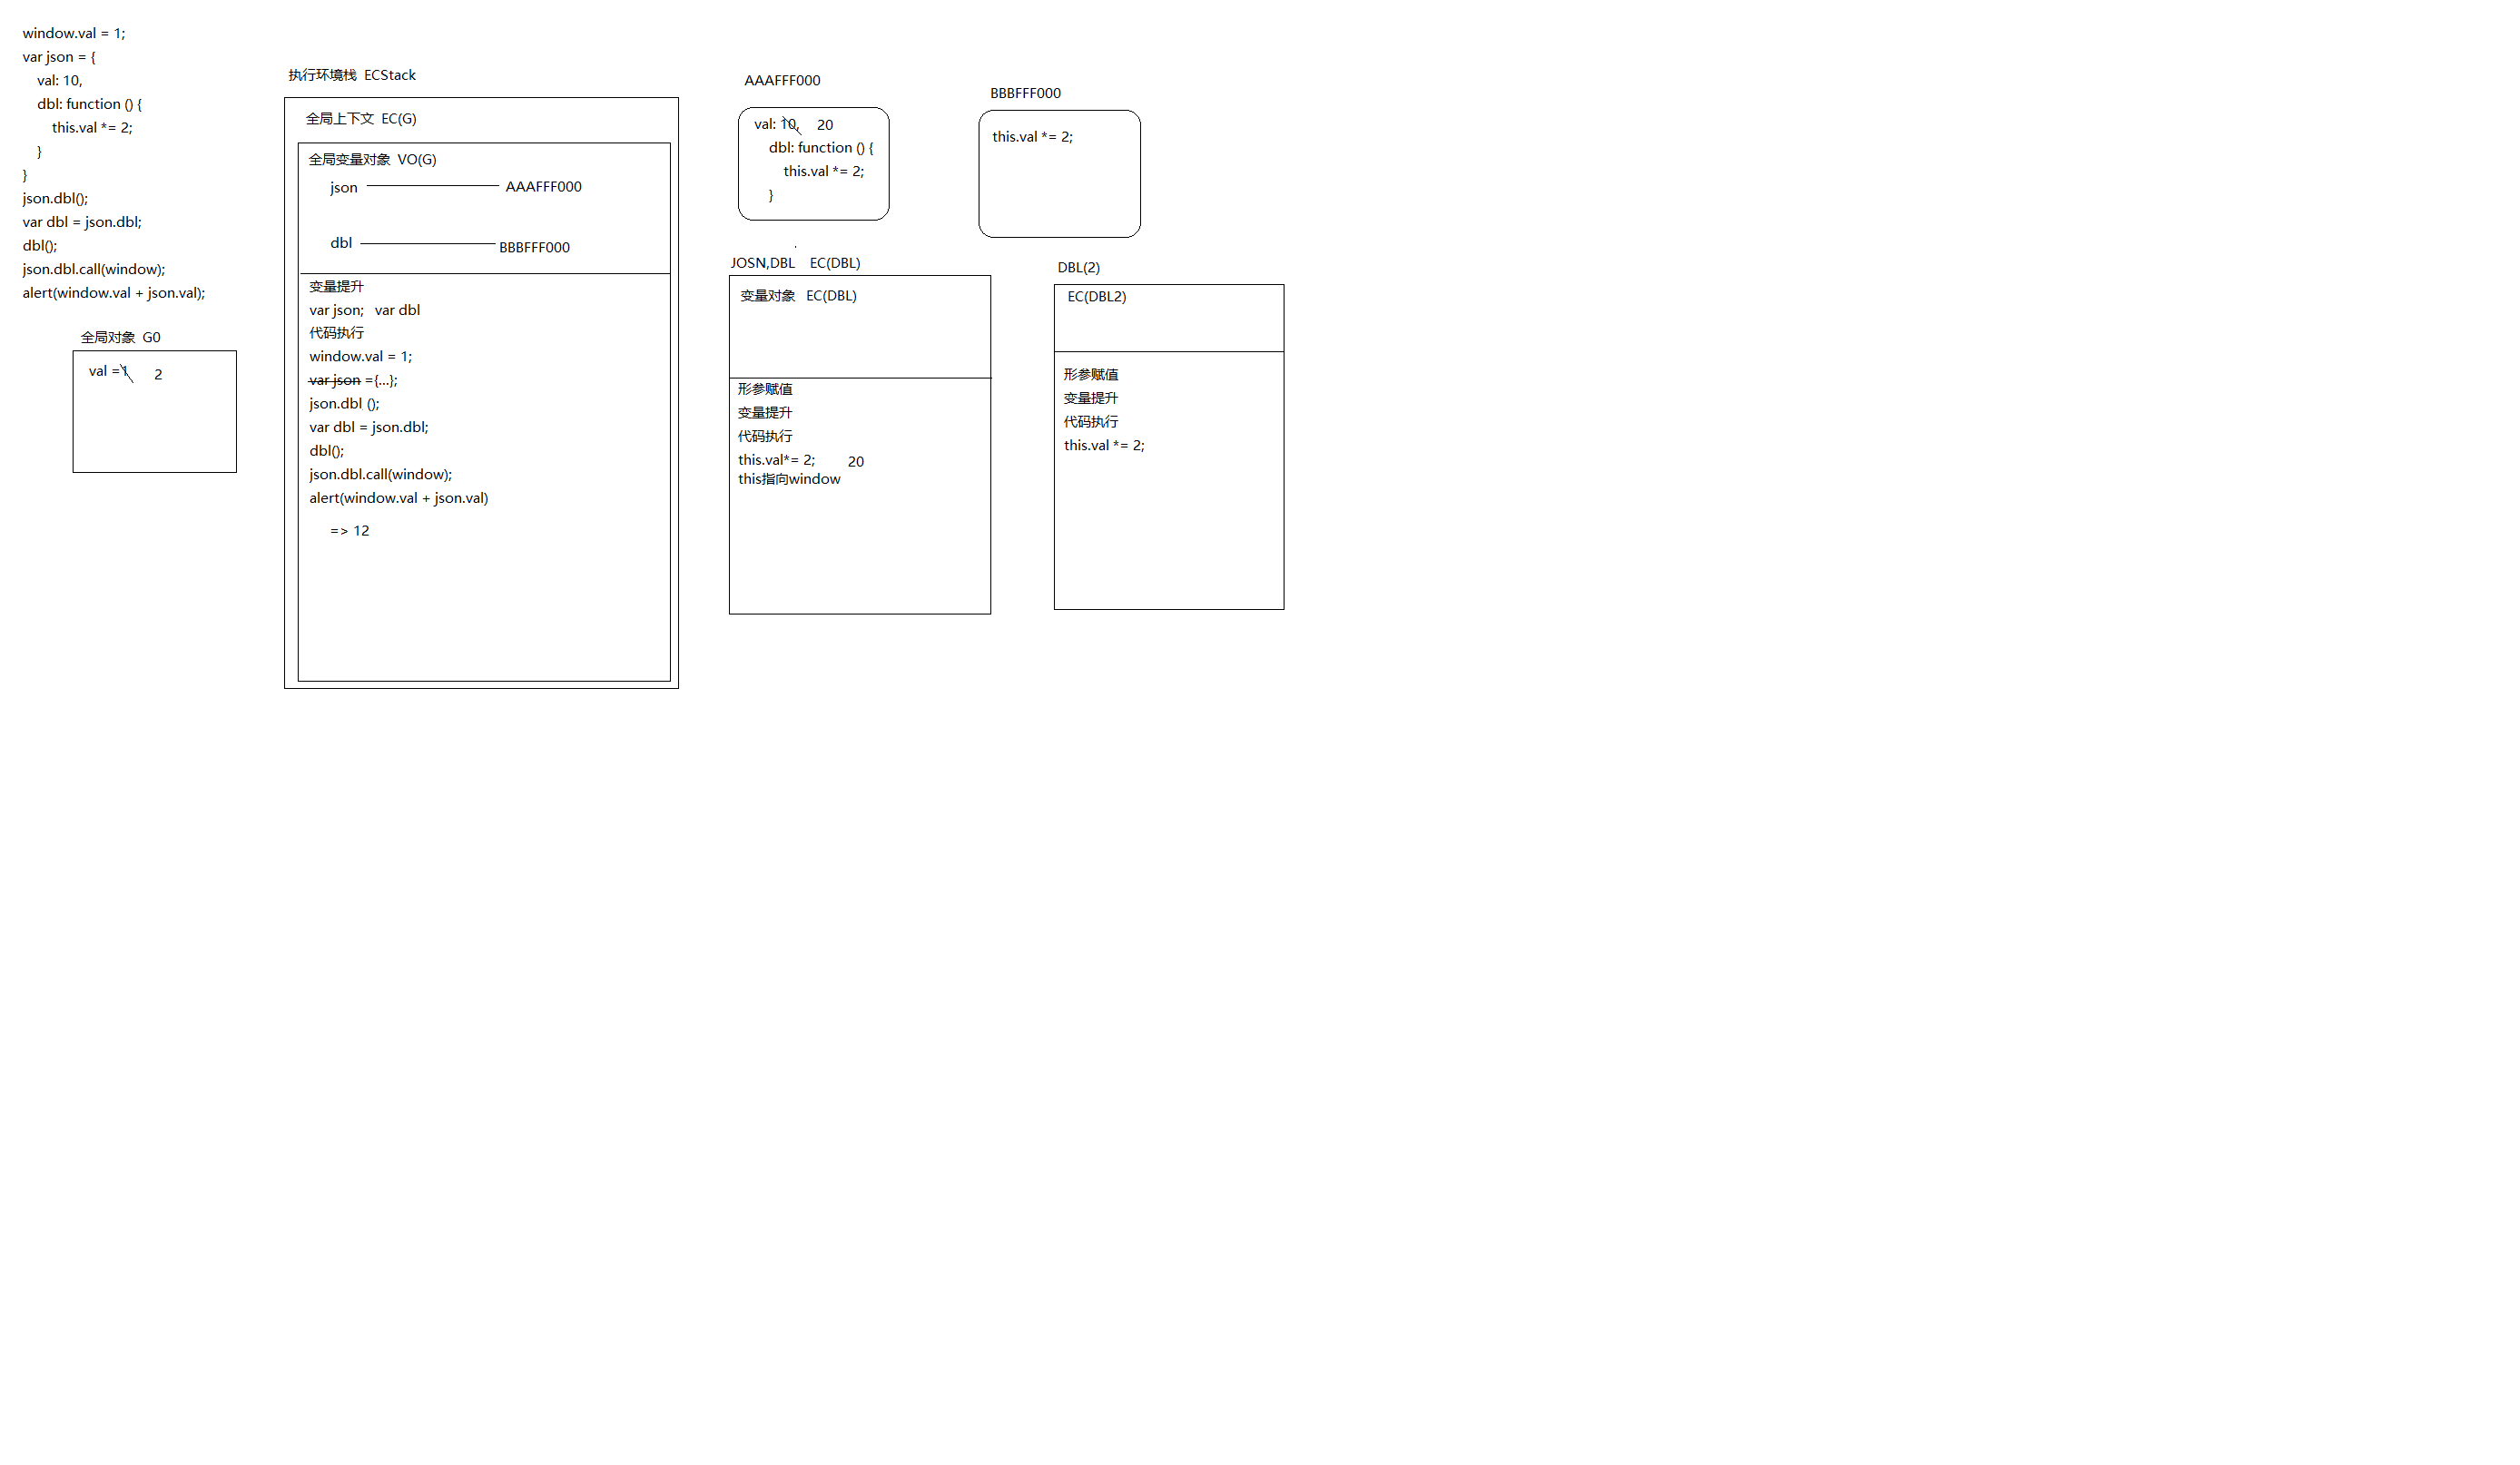 window.val = 1;
var json = {
val: 10,
dbl: function () {
this.val *= 2;
}
}
json.dbl();
var dbl = json.dbl;
dbl();
json.dbl.call(window);
alert(window.val + json.val);
全局对象 G0
val =1 2
执行环境栈 ECStack
全局上下文 EC(G)
全局变量对象 VO(G)
json AAAFFF000
dbl BBBFFF000
变量提升
var json; var dbl
代码执行
window.val = 1;
var json ={...};
json.dbl ();
var dbl = json.dbl;
dbl();
json.dbl.call(window);
alert(window.val + json.val)
=> 12
AAAFFF000
val: 10, 20
dbl: function () {
this.val *= 2;
}
BBBFFF000
this.val *= 2;
JOSN,DBL EC(DBL)
变量对象 EC(DBL)
形参赋值
变量提升
代码执行
this.val*= 2; 20
this指向window
DBL(2)
EC(DBL2)
形参赋值
变量提升
代码执行
this.val *= 2;